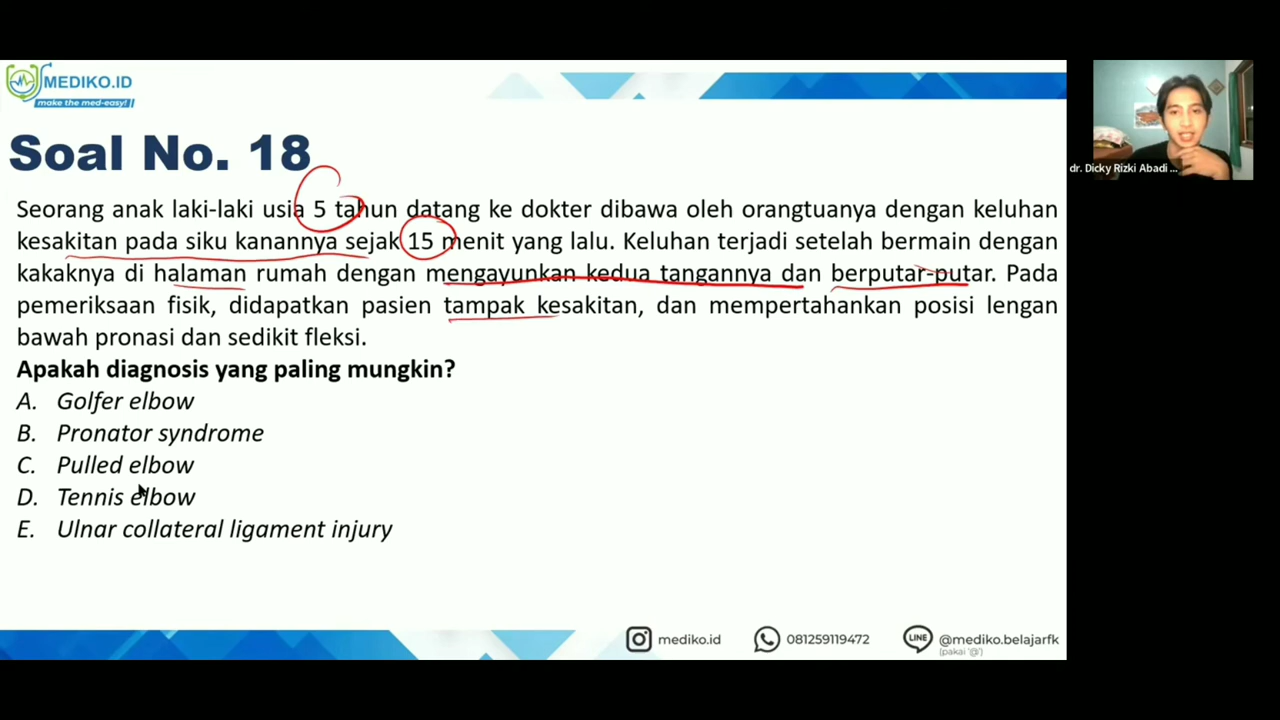 MEDIKO.ID
make the med-easy!
Soal No. 18
Seorang anak laki-laki usia 5 tahun datang ke dokter dibawa oleh orangtuanya dengan keluhan
kesakitan pada siku kanannya sejak 15 menit yang lalu. Keluhan terjadi setelah bermain dengan
kakaknya di halaman rumah dengan mengayunkan kedua tangannya dan berputar-putar. Pada
pemeriksaan fisik, didapatkan pasien tampak kesakitan, dan mempertahankan posisi lengan
bawah pronasi dan sedikit fleksi.
Apakah diagnosis yang paling mungkin?
A. Golfer elbow
B. Pronator syndrome
C. Pulled elbow
D. Tennis elbow
E. Ulnar collateral ligament injury
dr. Dicky Rizki Abadi ...
mediko.id
081259119472
LINE
@mediko.belajarfk
(pakai '@')